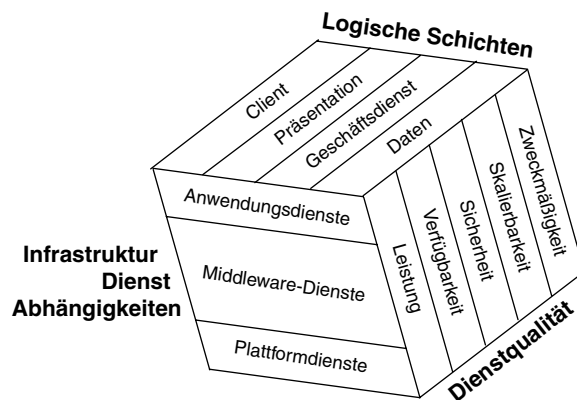 Logische Schichten
Client
Präsentation
Geschäftsdienst
Daten
Anwendungsdienste
Middleware-Dienste
Plattformdienste
Infrastruktur
Dienst
Abhängigkeiten
Leistung
Verfügbarkeit
Sicherheit
Skalierbarkeit
Zweckmäßigkeit
Dienstqualität